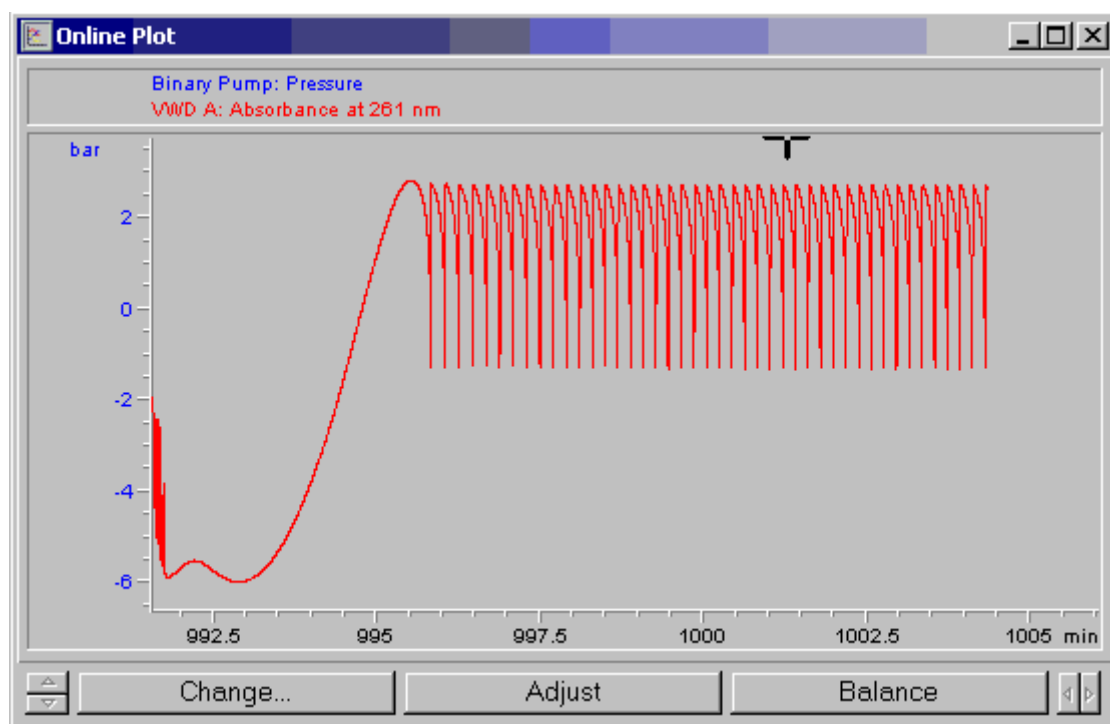 Online Plot
Binary Pump: Pressure
VWD A: Absorbance at 261 nm
bar
2
0
-2
-4
-6
992.5 995 997.5 1000 1002.5 1005 min
Change... Adjust Balance